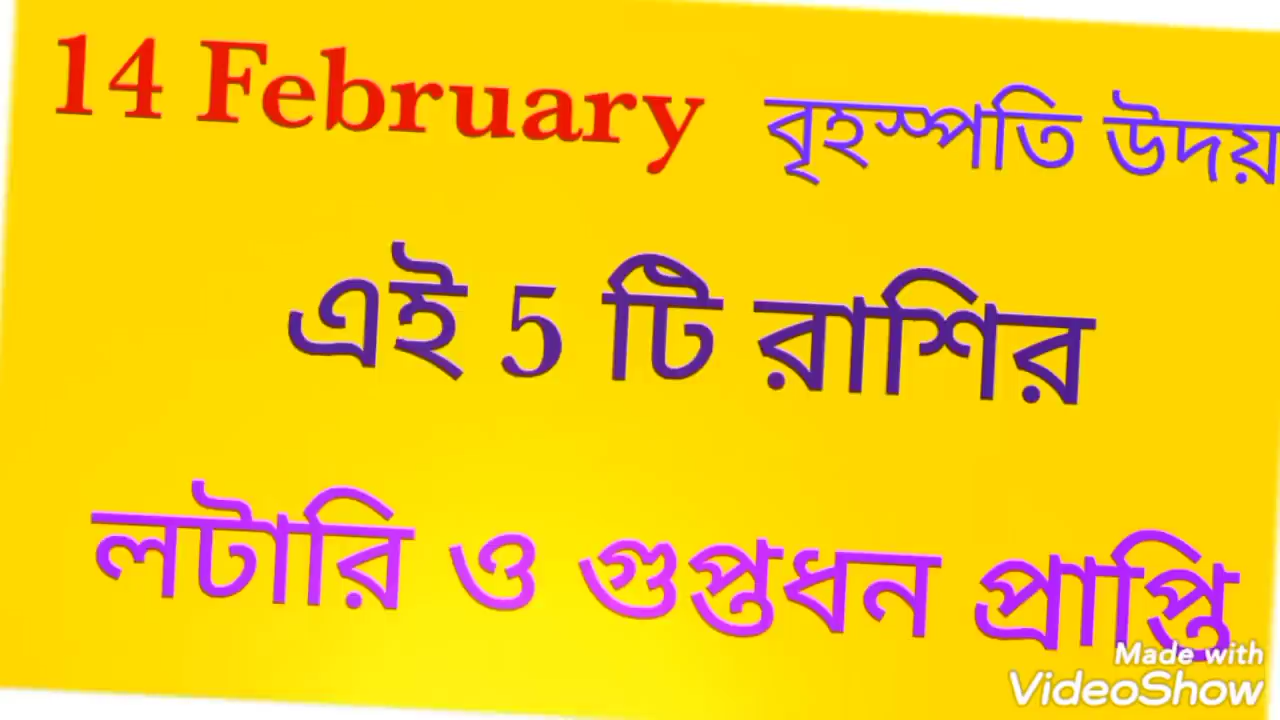 14 February বৃহস্পতি উদয়
এই 5 টি রাশির
লটারি ও গুপ্তধন প্রাপ্তি
Made with
VideoShow